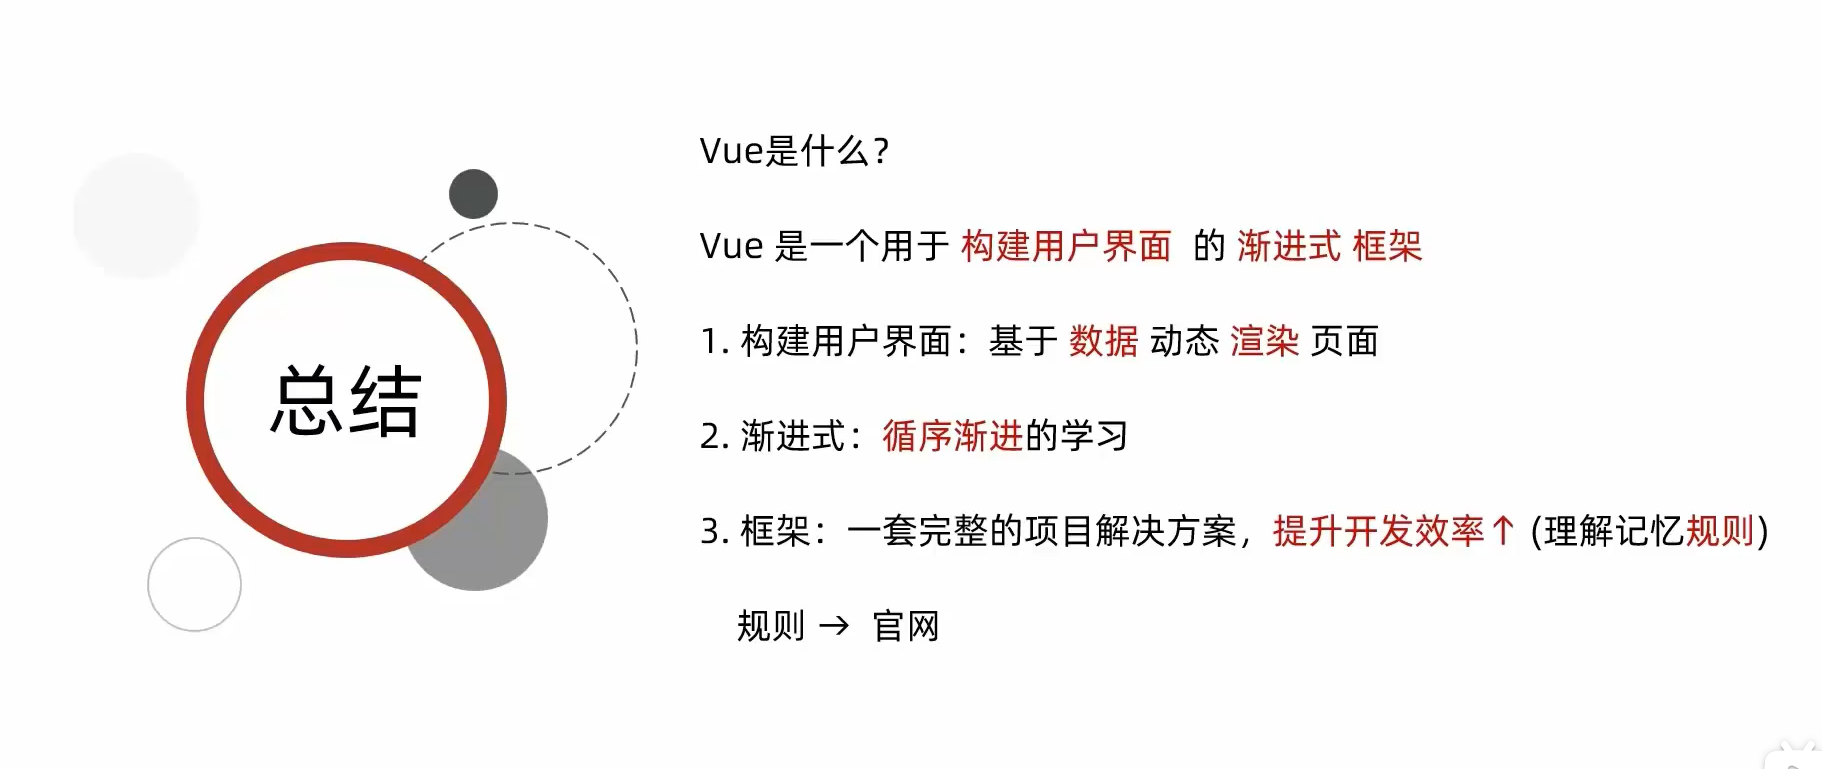 总结
Vue是什么？
Vue 是一个用于 构建用户界面 的 渐进式 框架
1. 构建用户界面：基于 数据 动态 渲染 页面
2. 渐进式：循序渐进的学习
3. 框架：一套完整的项目解决方案，提升开发效率↑ (理解记忆规则)
规则 → 官网